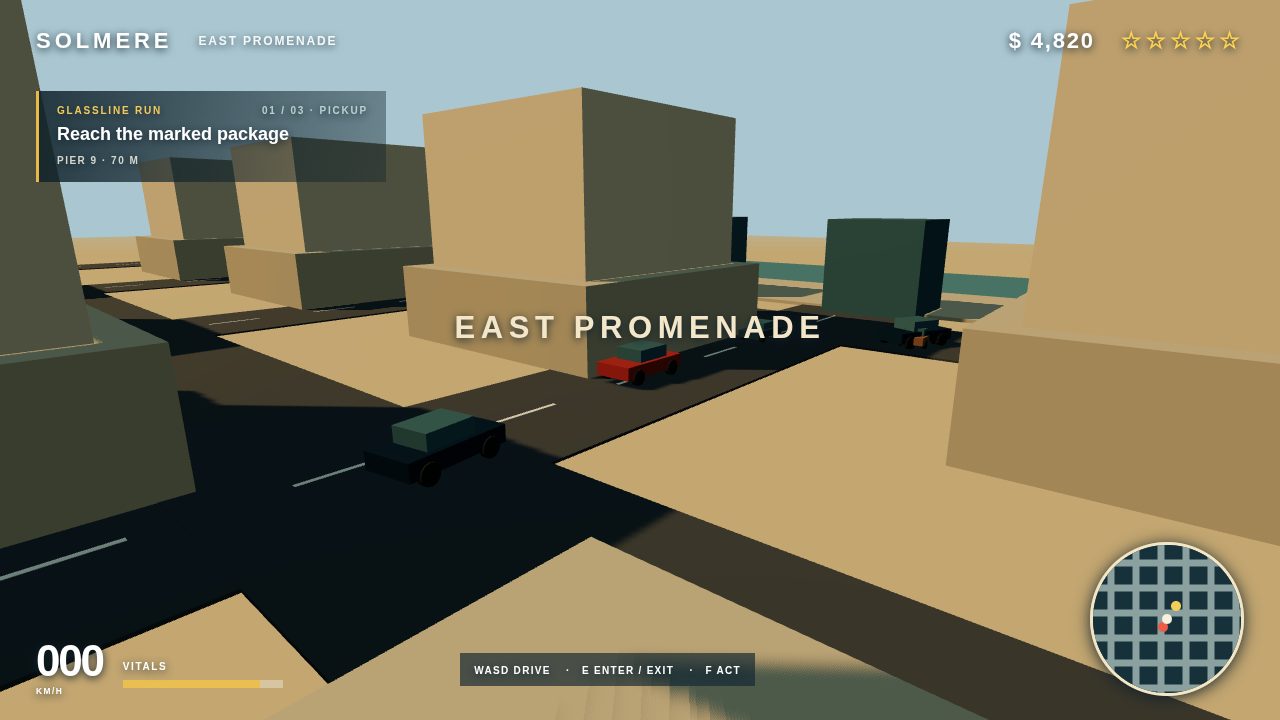 SOLMERE EAST PROMENADE $ 4,820 ☆☆☆☆☆
GLASSLINE RUN 01 / 03 · PICKUP
Reach the marked package
PIER 9 · 70 M
EAST PROMENADE
000 VITALS
KM/H
WASD DRIVE · E ENTER / EXIT · F ACT